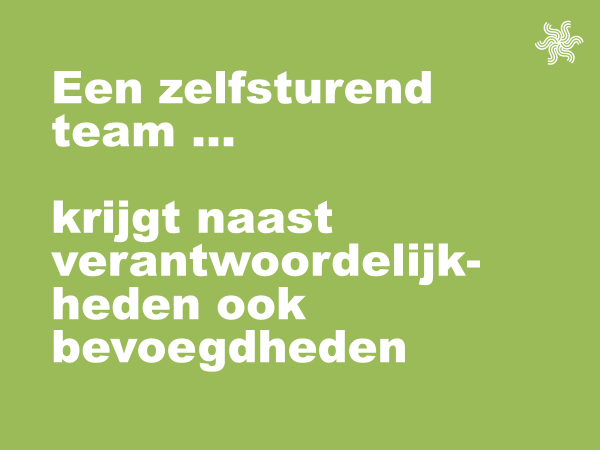 Een zelfsturend
team ...
krijgt naast
verantwoordelijk-
heden ook
bevoegdheden